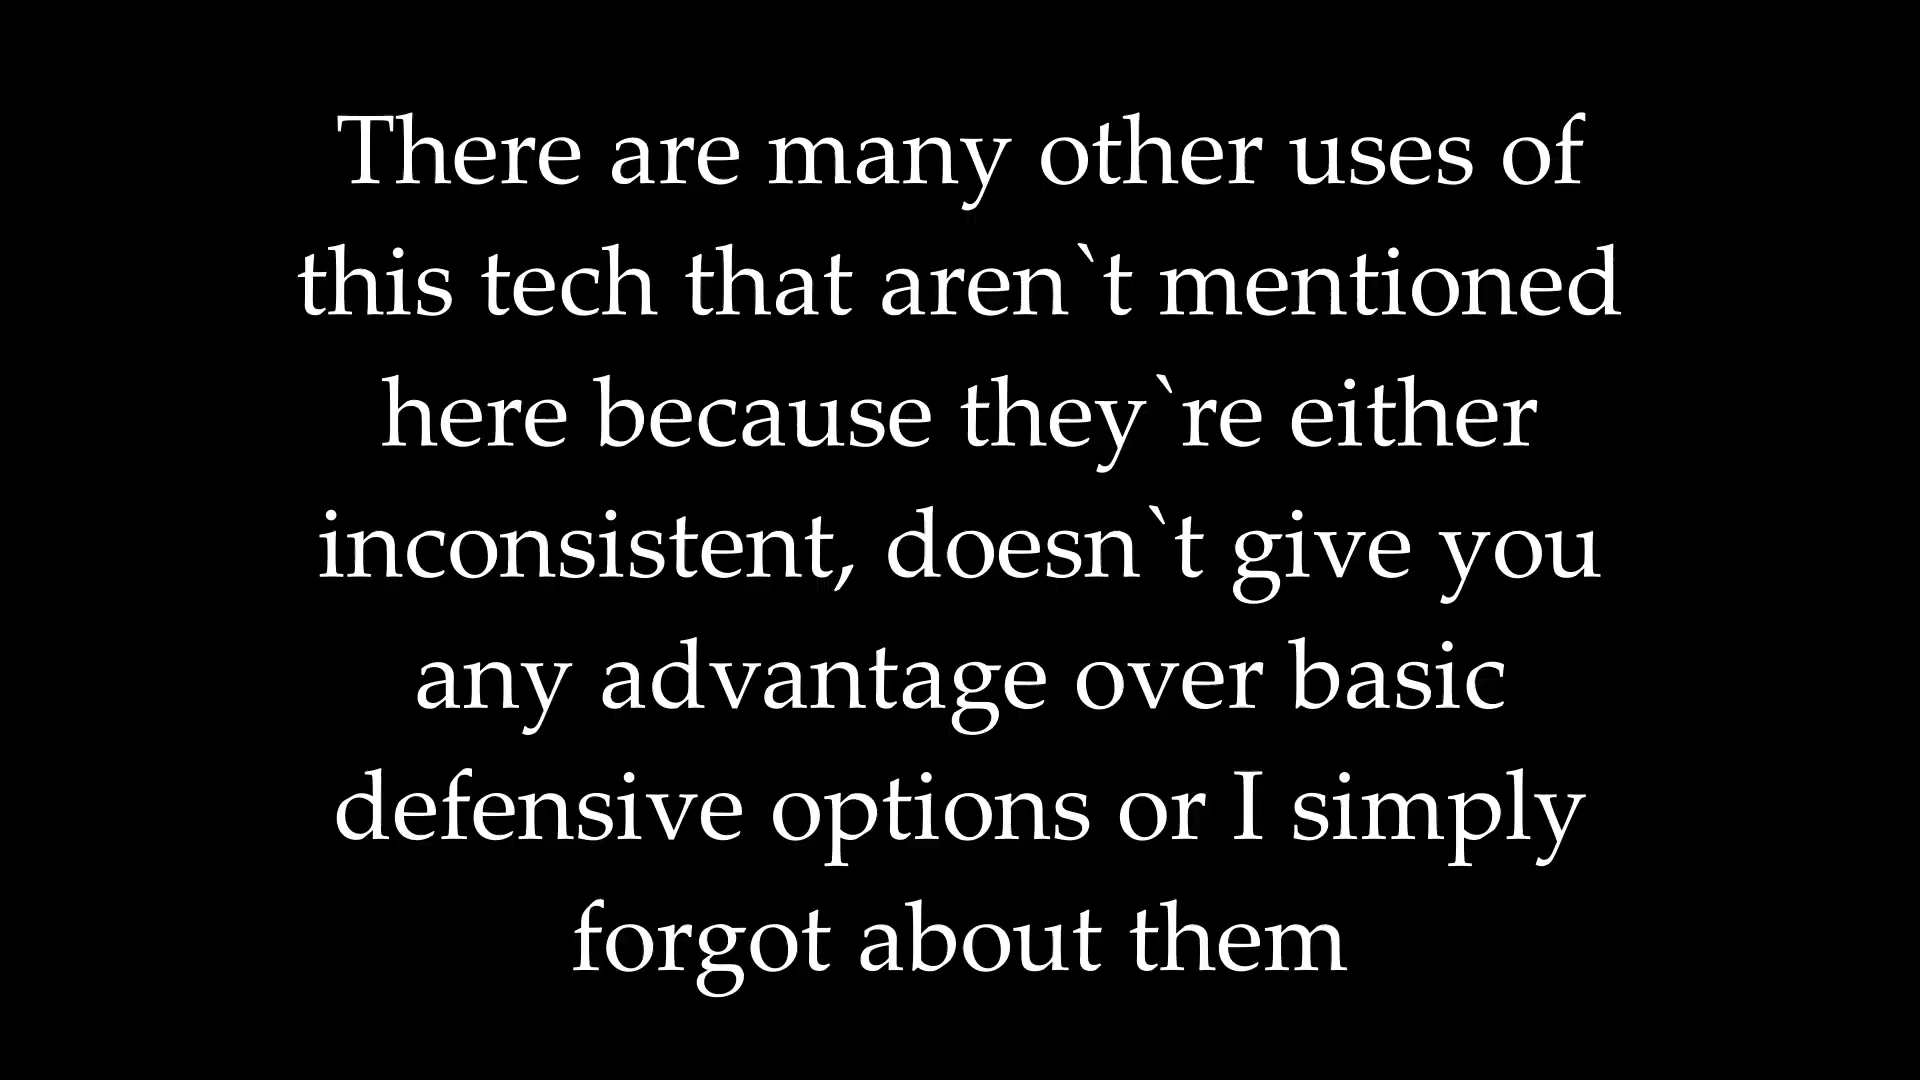 There are many other uses of
this tech that aren`t mentioned
here because they`re either
inconsistent, doesn`t give you
any advantage over basic
defensive options or I simply
forgot about them